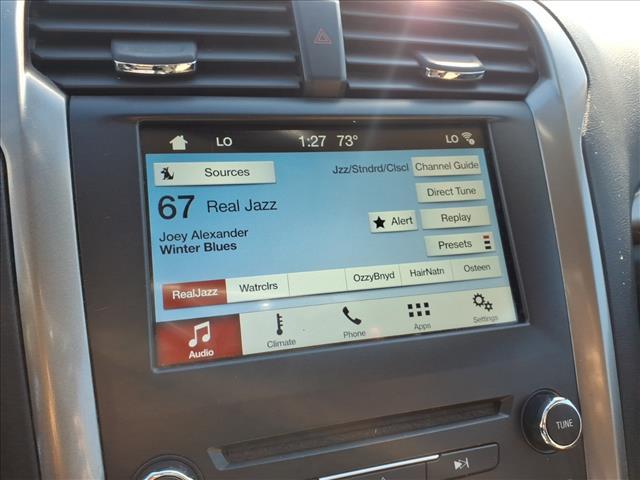 LO 1:27 73° LO
Sources Jzz/Stndrd/Clscl Channel Guide
Direct Tune
67 Real Jazz
Alert Replay
Joey Alexander
Winter Blues
Presets
RealJazz Watrclrs OzzyBnyd HairNatn Osteen
Audio Climate Phone Apps Settings
TUNE